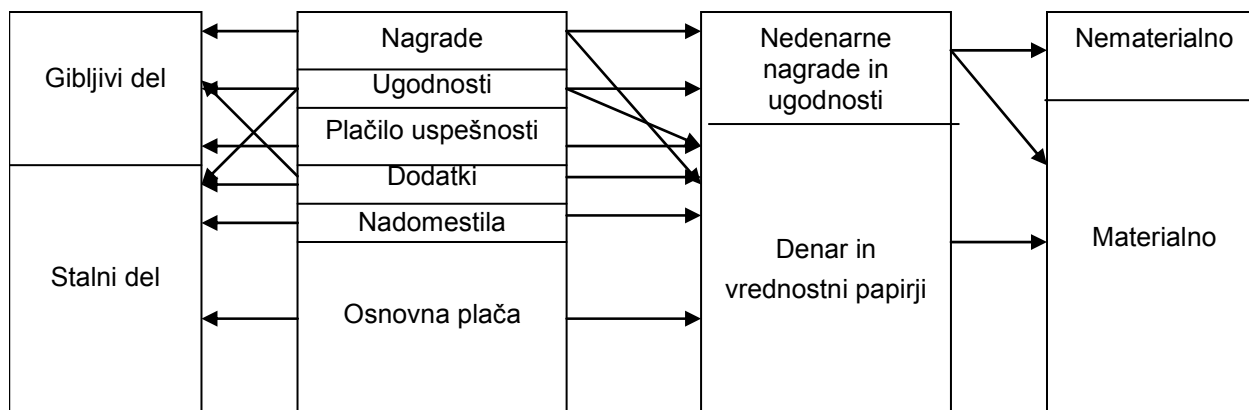 Gibljivi del
Stalni del
Nagrade
Ugodnosti
Plačilo uspešnosti
Dodatki
Nadomestila
Osnovna plača
Nedenarne
nagrade in
ugodnosti
Denar in
vrednostni papirji
Nematerialno
Materialno